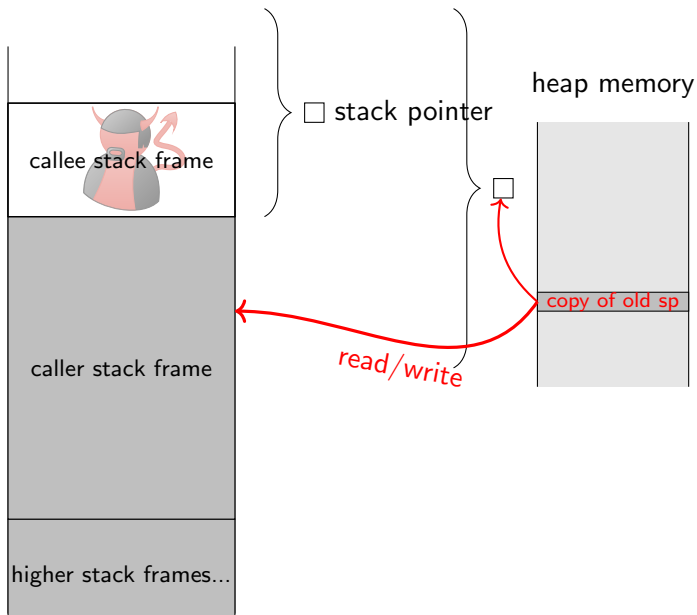 heap memory
□ stack pointer
callee stack frame
□
copy of old sp
read/write
caller stack frame
higher stack frames...